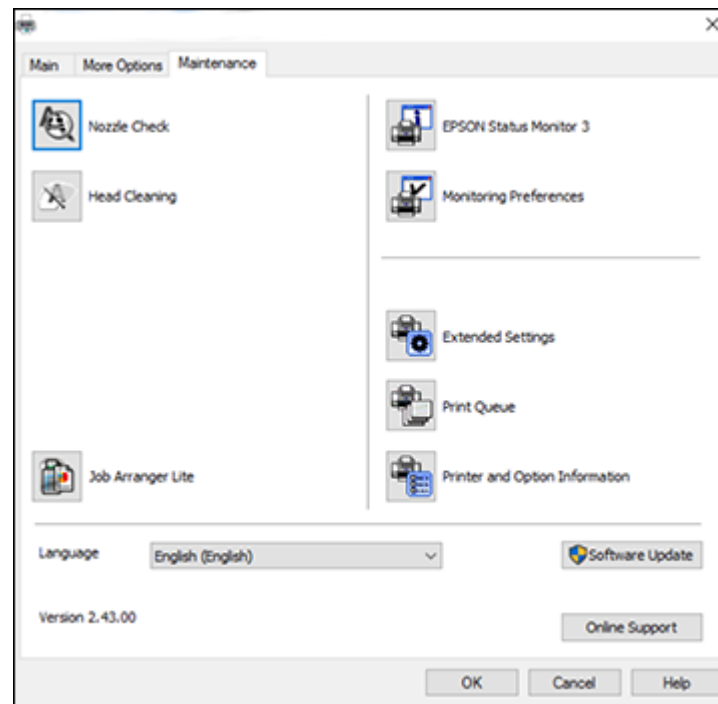 Main
More Options
Maintenance
Nozzle Check
Head Cleaning
Job Arranger Lite
EPSON Status Monitor 3
Monitoring Preferences
Extended Settings
Print Queue
Printer and Option Information
Language
English (English)
Software Update
Version 2.43.00
Online Support
OK
Cancel
Help